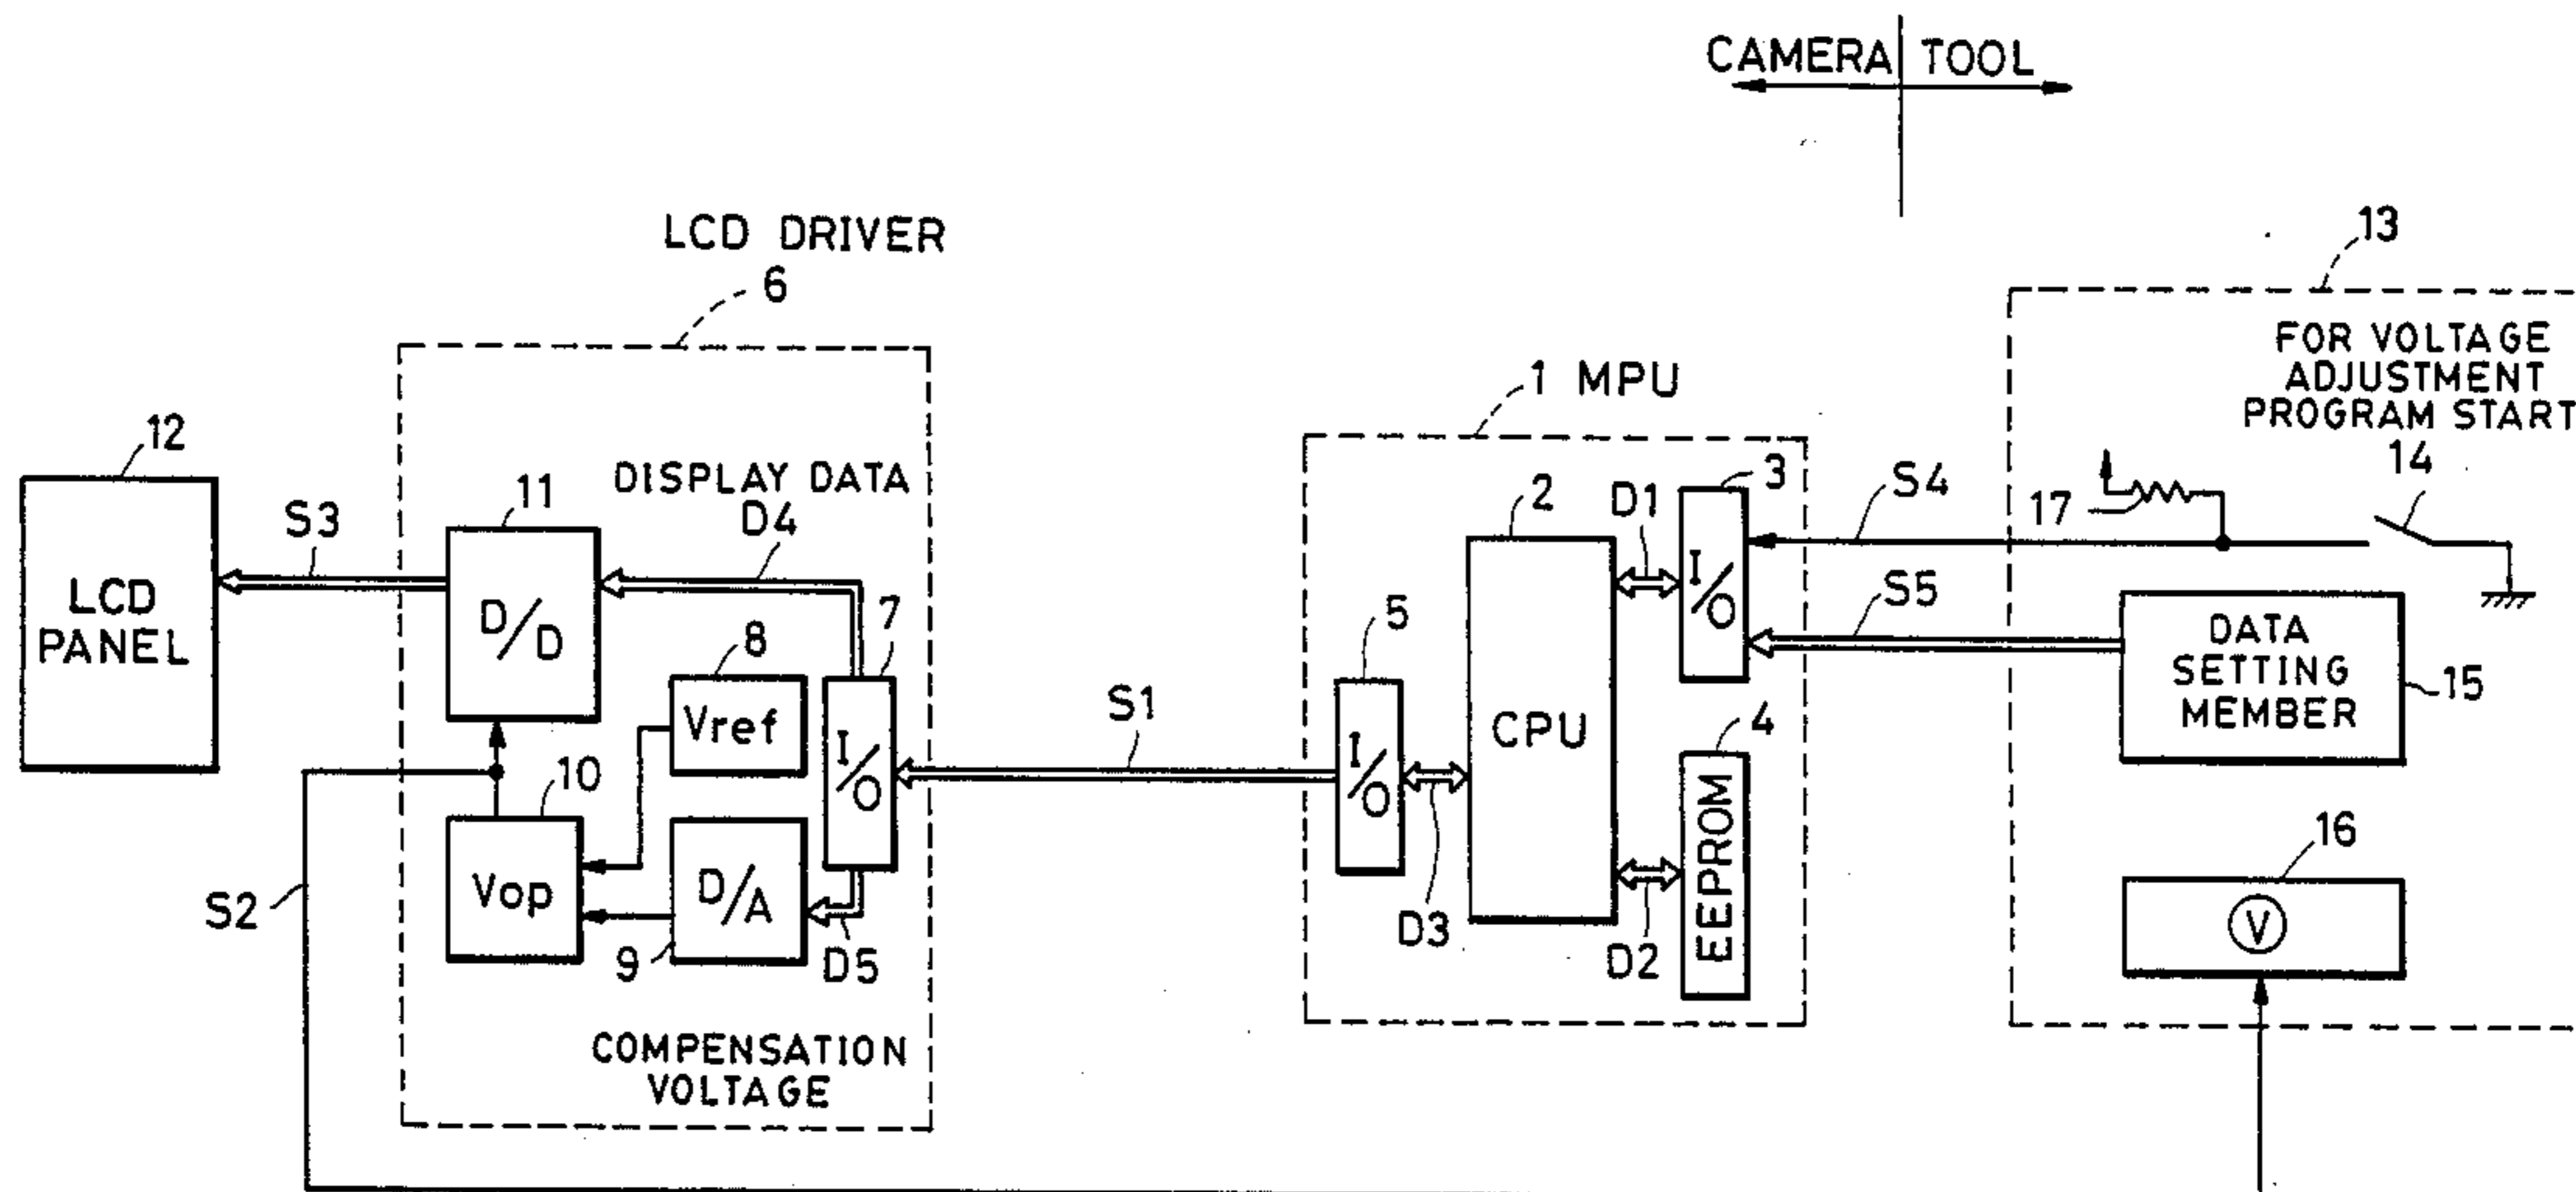 CAMERA TOOL
LCD DRIVER
6
13
FOR VOLTAGE
ADJUSTMENT
PROGRAM START
14
1 MPU
12
LCD
PANEL
S3
11
D/D
DISPLAY DATA
D4
7
I/O
8
Vref
10
Vop
9
D/A
D5
S2
COMPENSATION
VOLTAGE
S1
5
I/O
D3
2
CPU
D1
3
I/O
4
EEPROM
D2
S4
S5
17
DATA
SETTING
MEMBER
15
16
V